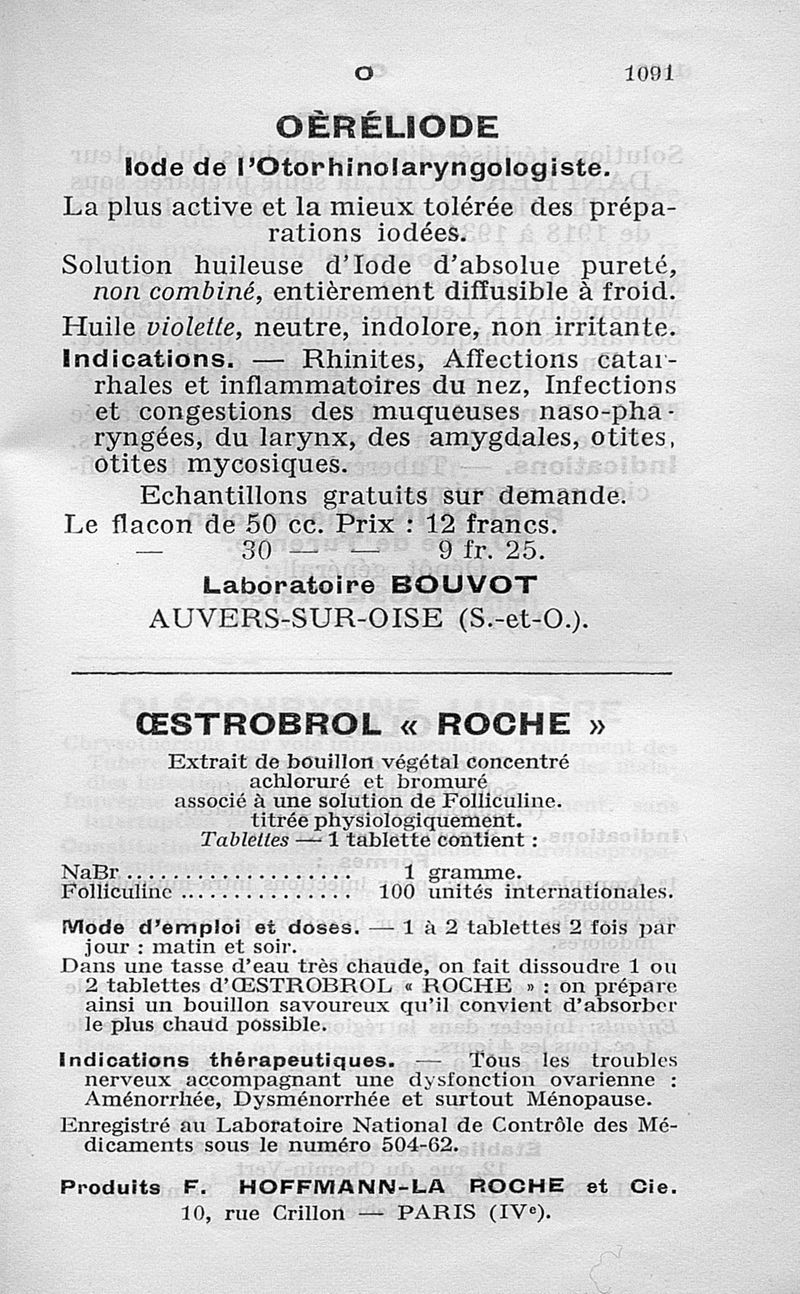 O 1091
OÈRÉLIODE
Iode de l'Otorhinolaryngologiste.
La plus active et la mieux tolérée des prépa-
rations iodées.
Solution huileuse d'Iode d'absolue pureté,
non combiné, entièrement diffusible à froid.
Huile violette, neutre, indolore, non irritante.
Indications. — Rhinites, Affections catar-
rhales et inflammatoires du nez, Infections
et congestions des muqueuses naso-pha-
ryngées, du larynx, des amygdales, otites,
otites mycosiques.
Echantillons gratuits sur demande.
Le flacon de 50 cc. Prix : 12 francs.
— 30 — — 9 fr. 25.
Laboratoire BOUVOT
AUVERS-SUR-OISE (S.-et-O.).
ŒSTROBROL « ROCHE »
Extrait de bouillon végétal concentré
achloruré et bromuré
associé à une solution de Folliculine.
titrée physiologiquement.
Tablettes — 1 tablette contient :
NaBr .................. 1 gramme.
Folliculine ............... 100 unités internationales.
Mode d'emploi et doses. — 1 à 2 tablettes 2 fois par
jour : matin et soir.
Dans une tasse d'eau très chaude, on fait dissoudre 1 ou
2 tablettes d'ŒSTROBROL « ROCHE » : on prépare
ainsi un bouillon savoureux qu'il convient d'absorber
le plus chaud possible.
Indications thérapeutiques. — Tous les troubles
nerveux accompagnant une dysfonction ovarienne :
Aménorrhée, Dysménorrhée et surtout Ménopause.
Enregistré au Laboratoire National de Contrôle des Mé-
dicaments sous le numéro 504-62.
Produits F. HOFFMANN-LA ROCHE et Cie.
10, rue Crillon — PARIS (IVe).